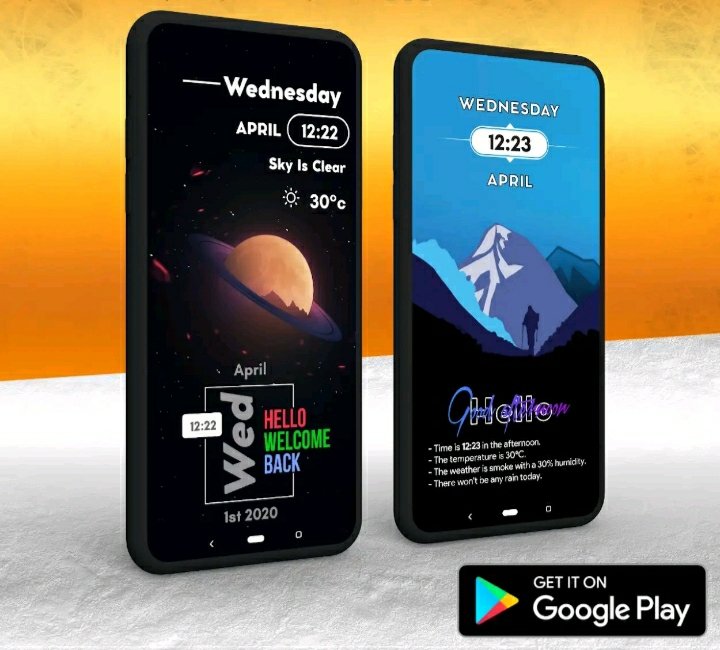 Wednesday
APRIL 12:22
Sky Is Clear
30°c
April
Wed
12:22
HELLO
WELCOME
BACK
1st 2020
WEDNESDAY
12:23
APRIL
Hello
Good afternoon
- Time is 12:23 in the afternoon.
- The temperature is 30°C.
- The weather is smoke with a 30% humidity.
- There won't be any rain today.
GET IT ON
Google Play